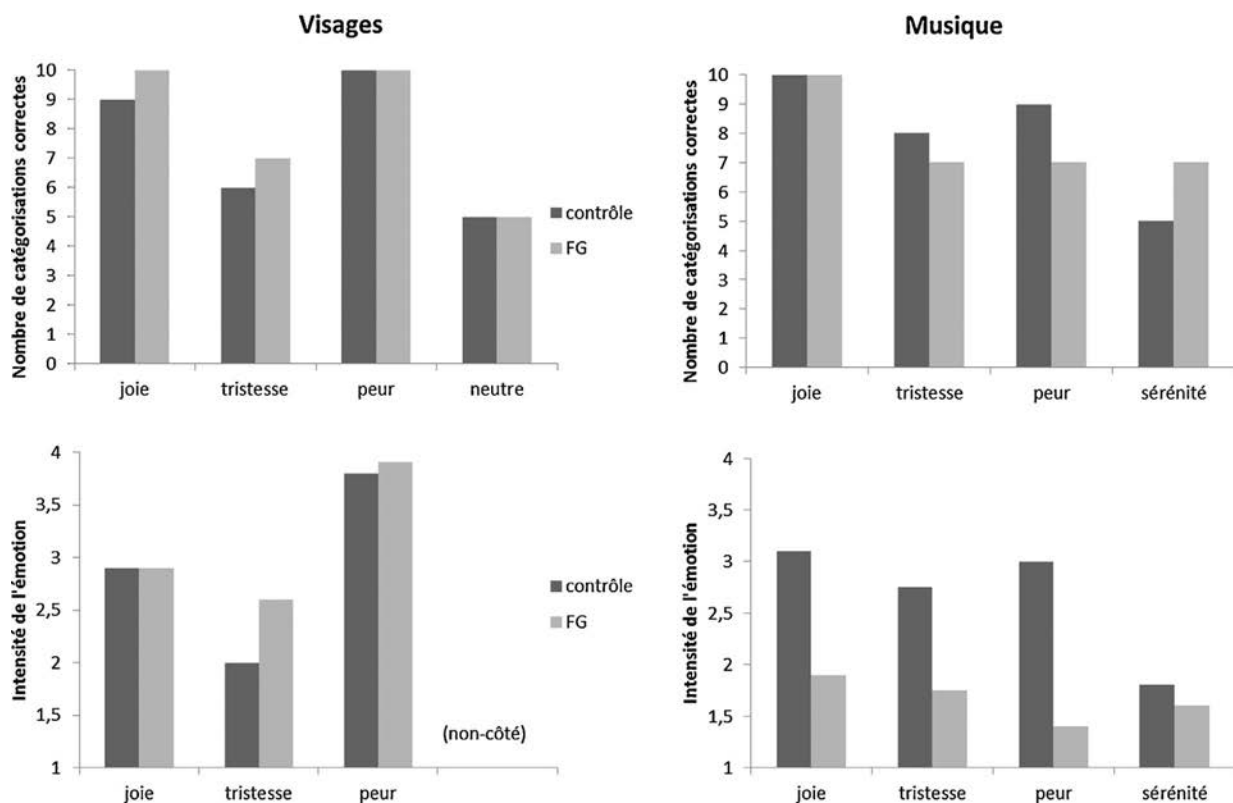 Visages
Nombre de catégorisations correctes
10
9
8
7
6
5
4
3
2
1
0
joie tristesse peur neutre
contrôle
FG
Musique
Nombre de catégorisations correctes
10
9
8
7
6
5
4
3
2
1
0
joie tristesse peur sérénité
Intensité de l'émotion
4
3,5
3
2,5
2
1,5
1
(non-côté)
joie tristesse peur
contrôle
FG
Intensité de l'émotion
4
3,5
3
2,5
2
1,5
1
joie tristesse peur sérénité